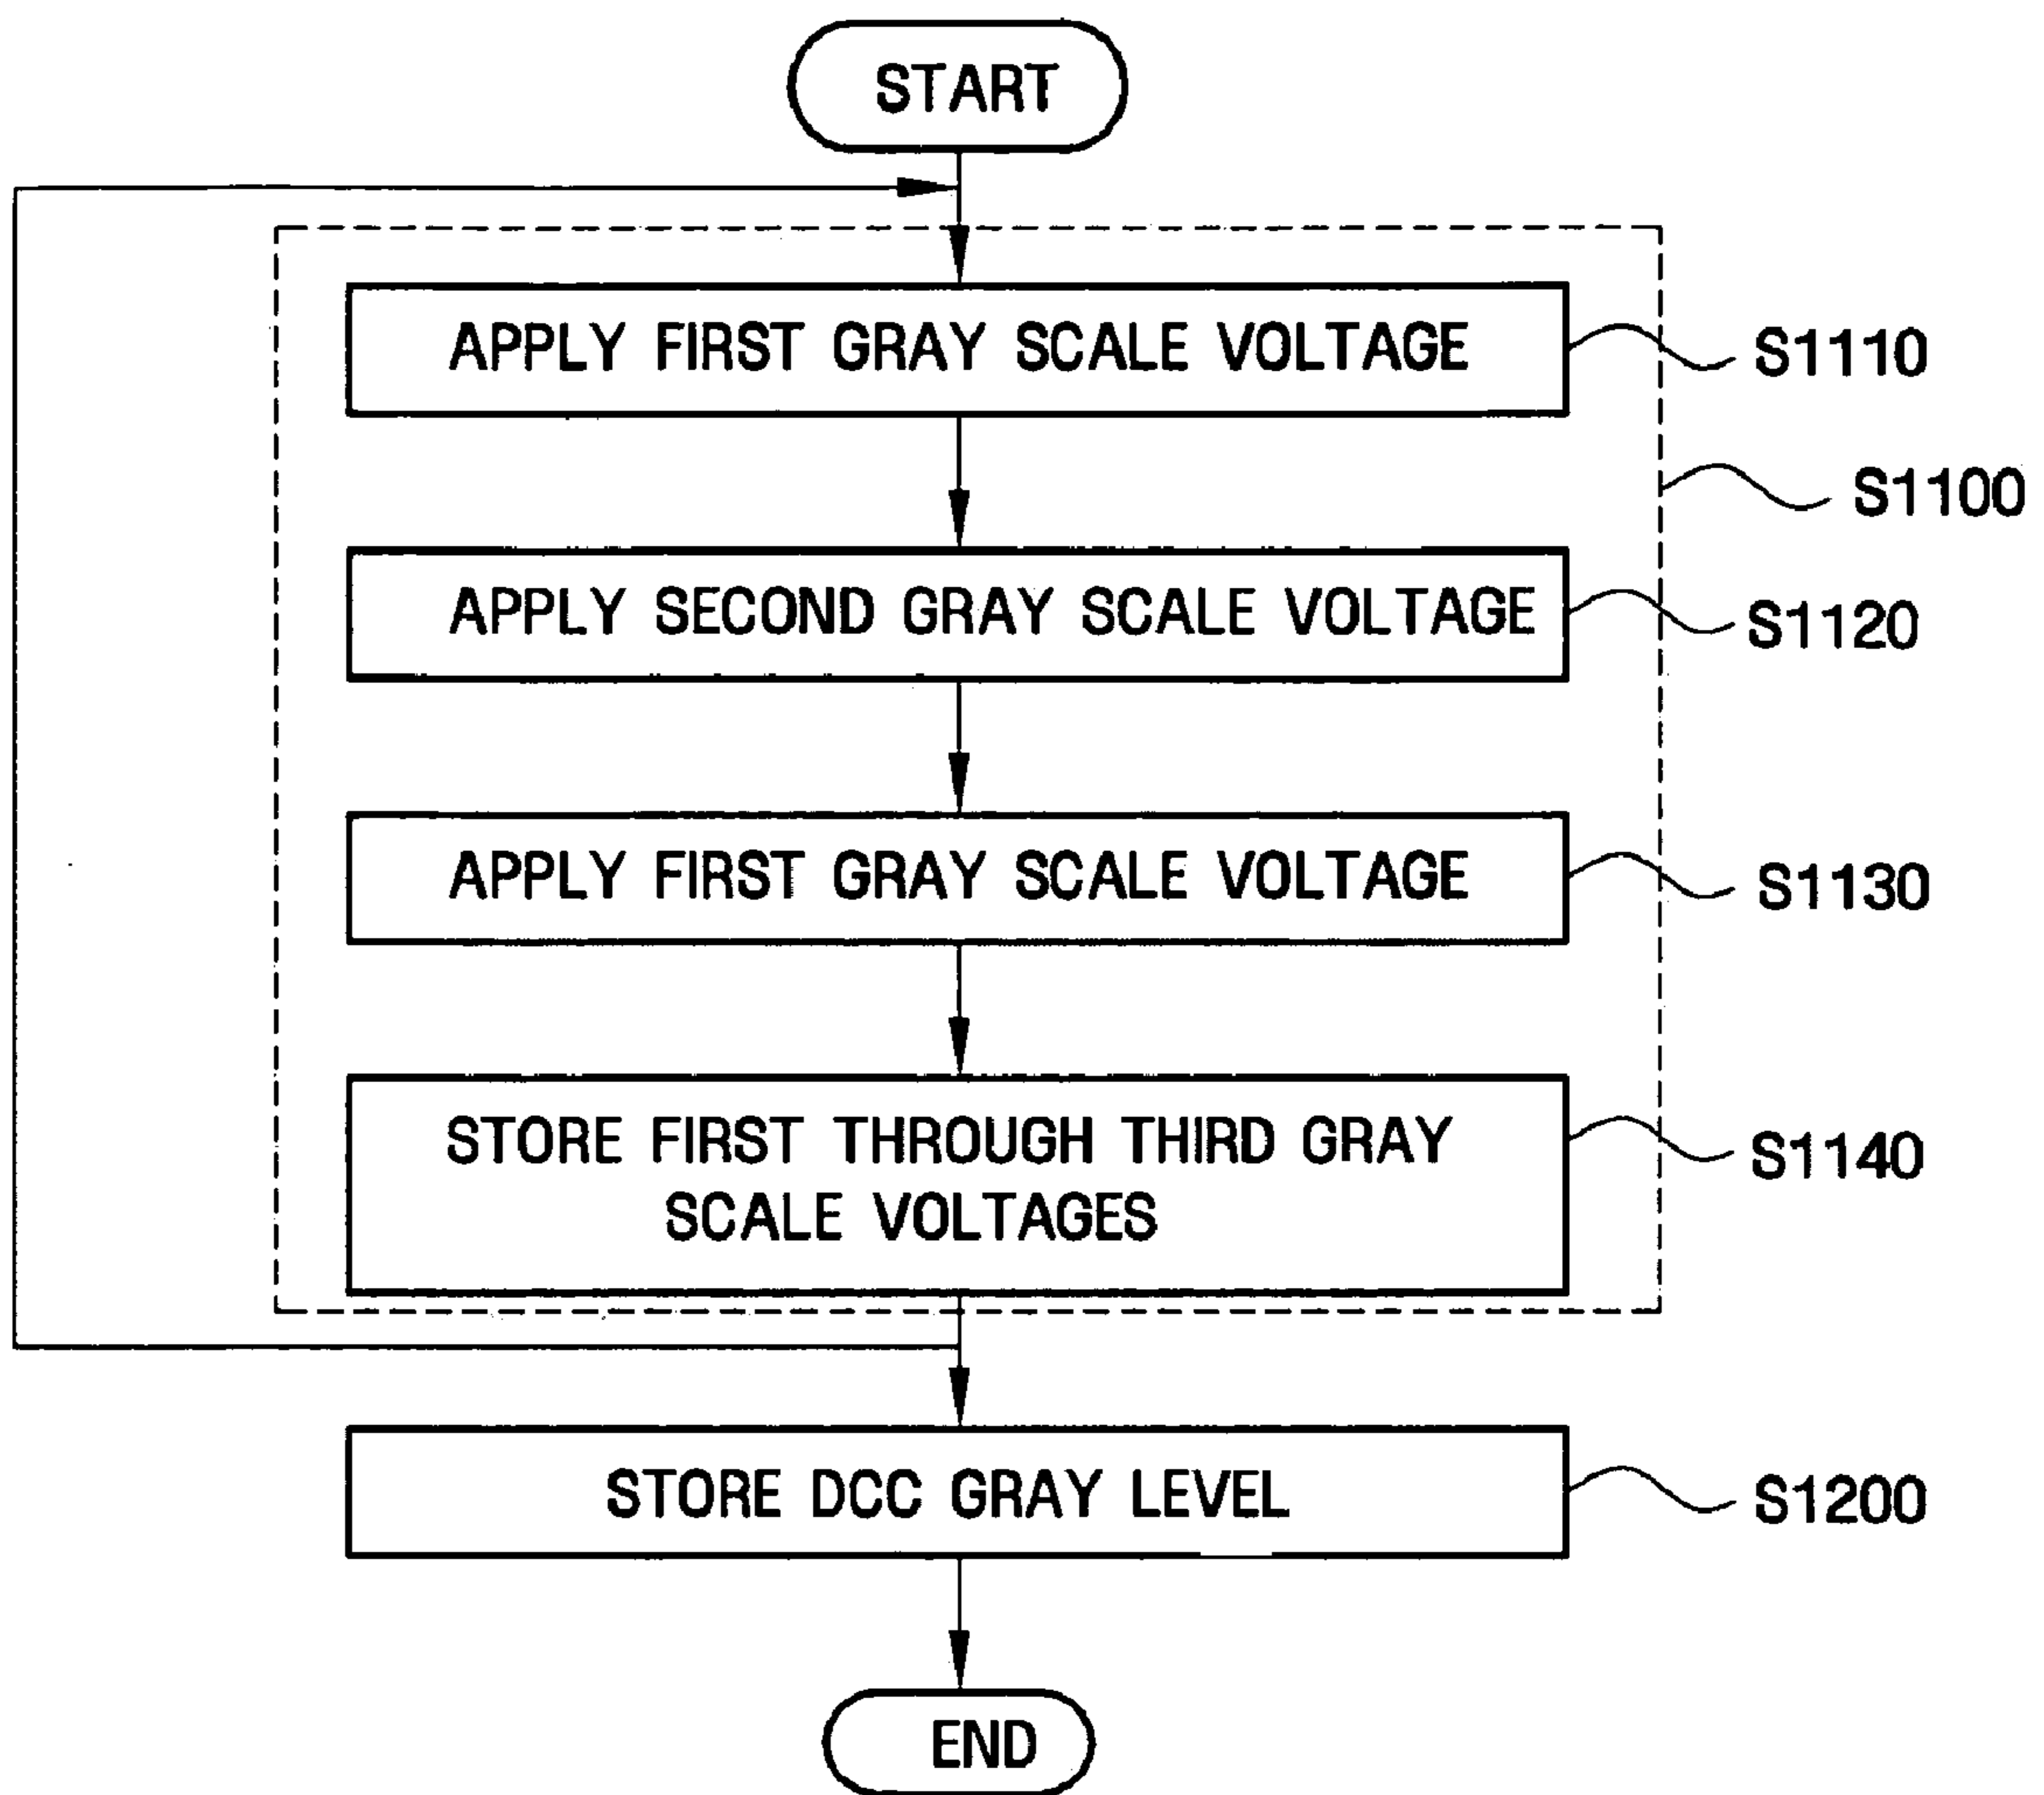 START
APPLY FIRST GRAY SCALE VOLTAGE
S1110
S1100
APPLY SECOND GRAY SCALE VOLTAGE
S1120
APPLY FIRST GRAY SCALE VOLTAGE
S1130
STORE FIRST THROUGH THIRD GRAY
SCALE VOLTAGES
S1140
STORE DCC GRAY LEVEL
S1200
END